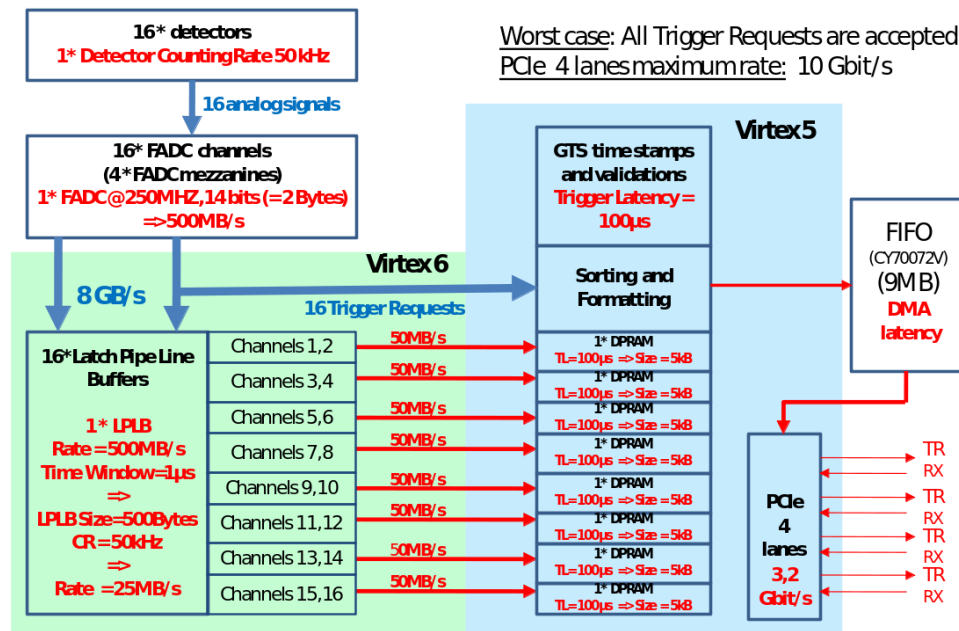 16* detectors
1* Detector Counting Rate 50 kHz
Worst case: All Trigger Requests are accepted
PCIe 4 lanes maximum rate: 10 Gbit/s
16 analog signals
Virtex 5
16* FADC channels
(4* FADC mezzanines)
1* FADC@250MHZ, 14 bits (= 2 Bytes)
=> 500MB/s
GTS time stamps
and validations
Trigger Latency =
100µs
FIFO
(CY70072V)
(9MB)
DMA
latency
Virtex 6
8 GB/s
16 Trigger Requests
Sorting and
Formatting
16* Latch Pipe Line
Buffers
1* LPLB
Rate = 500MB/s
Time Window=1µs
=>
LPLB Size=500Bytes
CR = 50kHz
=>
Rate = 25MB/s
Channels 1,2
50MB/s
1* DPRAM
TL=100µs => Size = 5kB
Channels 3,4
50MB/s
1* DPRAM
TL=100µs => Size = 5kB
Channels 5,6
50MB/s
1* DPRAM
TL=100µs => Size = 5kB
Channels 7,8
50MB/s
1* DPRAM
TL=100µs => Size = 5kB
Channels 9,10
50MB/s
1* DPRAM
TL=100µs => Size = 5kB
Channels 11,12
50MB/s
1* DPRAM
TL=100µs => Size = 5kB
Channels 13,14
50MB/s
1* DPRAM
TL=100µs => Size = 5kB
Channels 15,16
50MB/s
1* DPRAM
TL=100µs => Size = 5kB
PCIe
4
lanes
3,2
Gbit/s
TR
RX
TR
RX
TR
RX
TR
RX